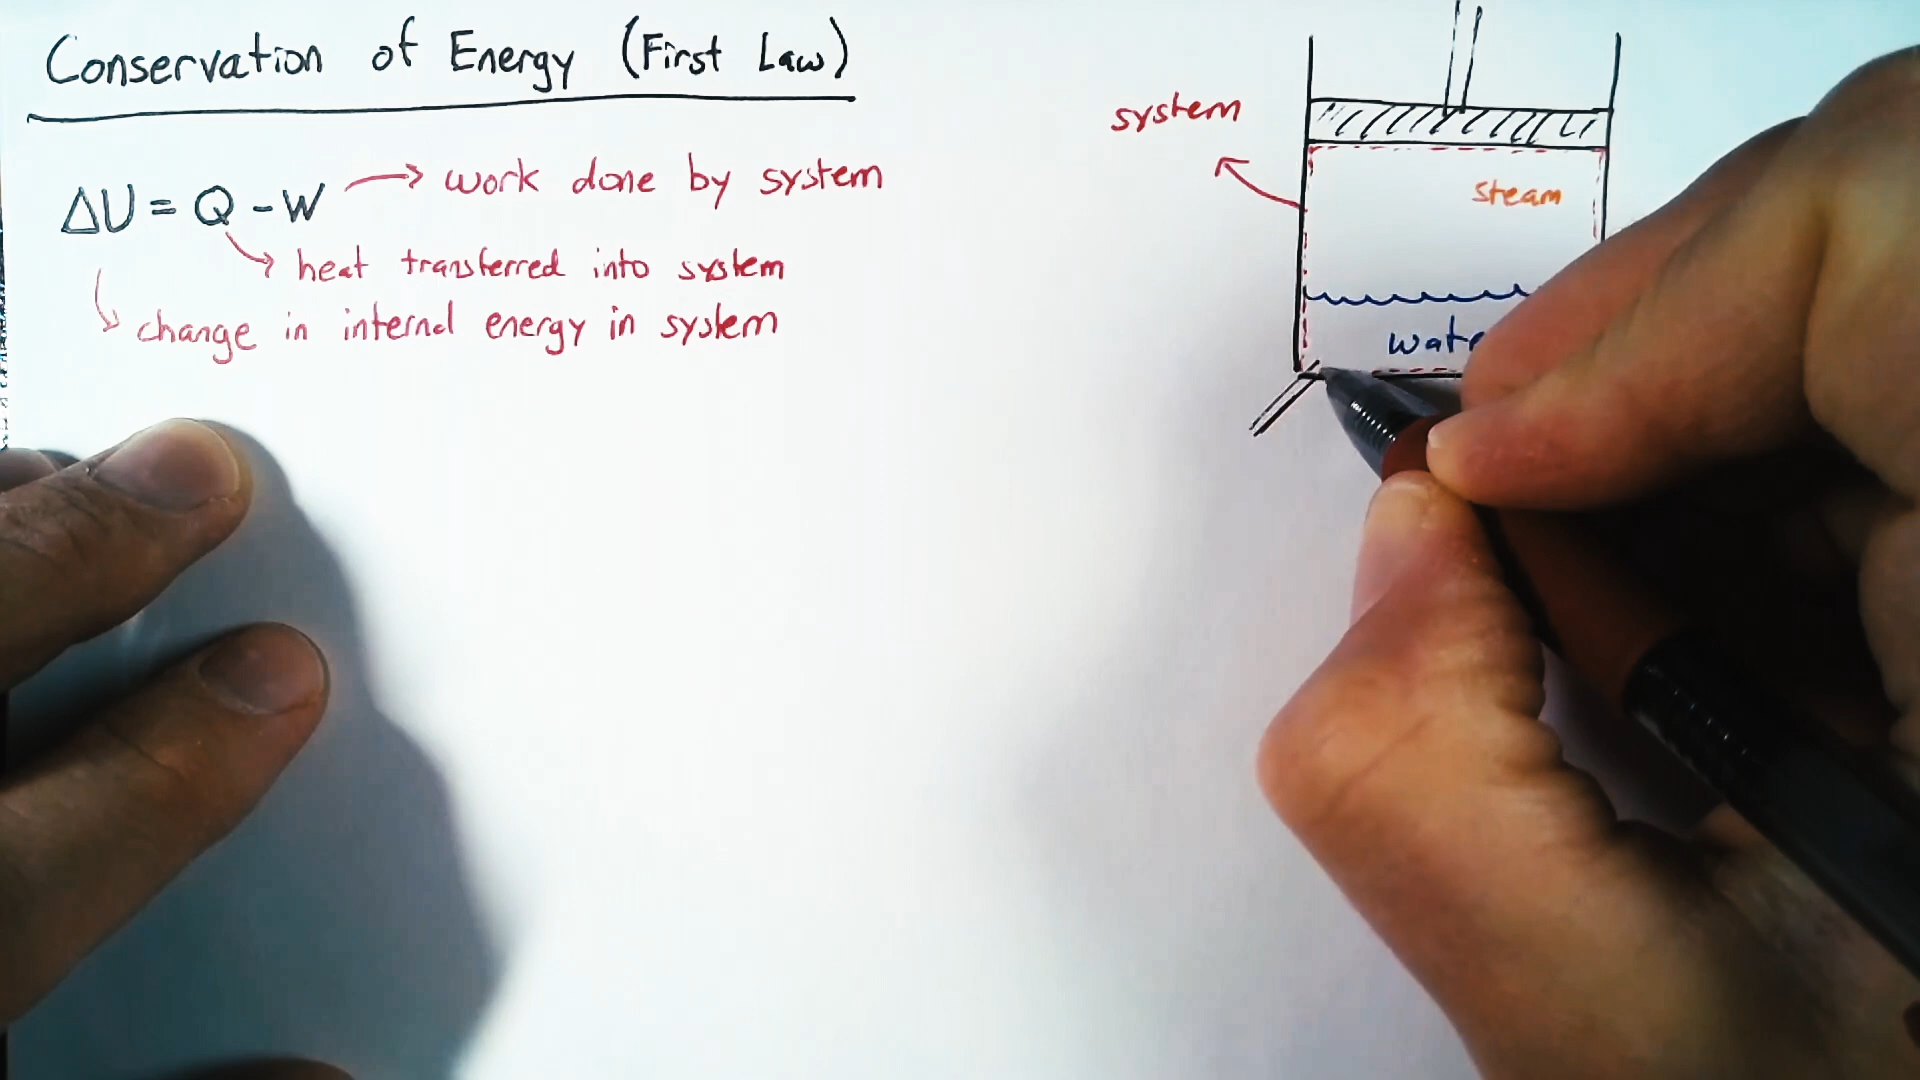 Conservation of Energy (First Law)
ΔU = Q - W
work done by system
heat transferred into system
change in internal energy in system
system
steam